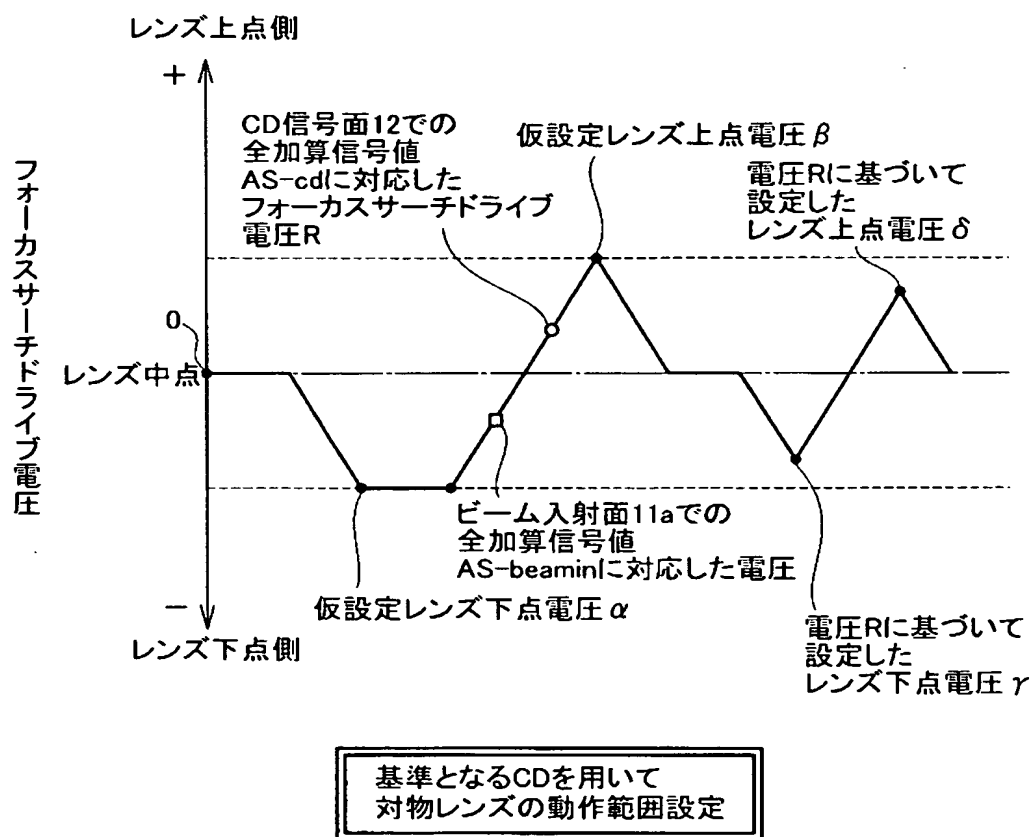 レンズ上点側
+
CD信号面12での
全加算信号値
AS-cdに対応した
フォーカスサーチドライブ
電圧R
仮設定レンズ上点電圧β
電圧Rに基づいて
設定した
レンズ上点電圧δ
フォーカスサーチドライブ電圧
0
レンズ中点
ビーム入射面11aでの
全加算信号値
AS-beaminに対応した電圧
仮設定レンズ下点電圧α
−
レンズ下点側
電圧Rに基づいて
設定した
レンズ下点電圧γ
基準となるCDを用いて
対物レンズの動作範囲設定